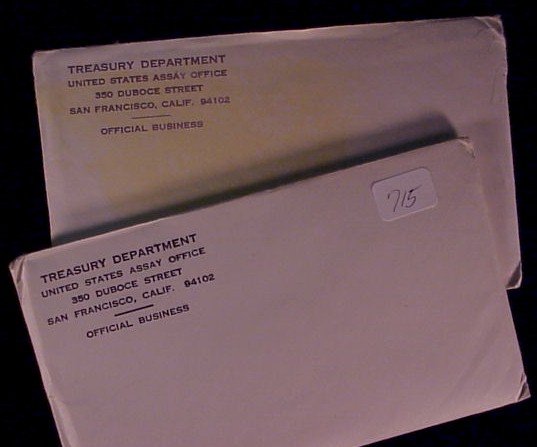 TREASURY DEPARTMENT
UNITED STATES ASSAY OFFICE
350 DUBOCE STREET
SAN FRANCISCO, CALIF. 94102
OFFICIAL BUSINESS
715
TREASURY DEPARTMENT
UNITED STATES ASSAY OFFICE
350 DUBOCE STREET
SAN FRANCISCO, CALIF. 94102
OFFICIAL BUSINESS